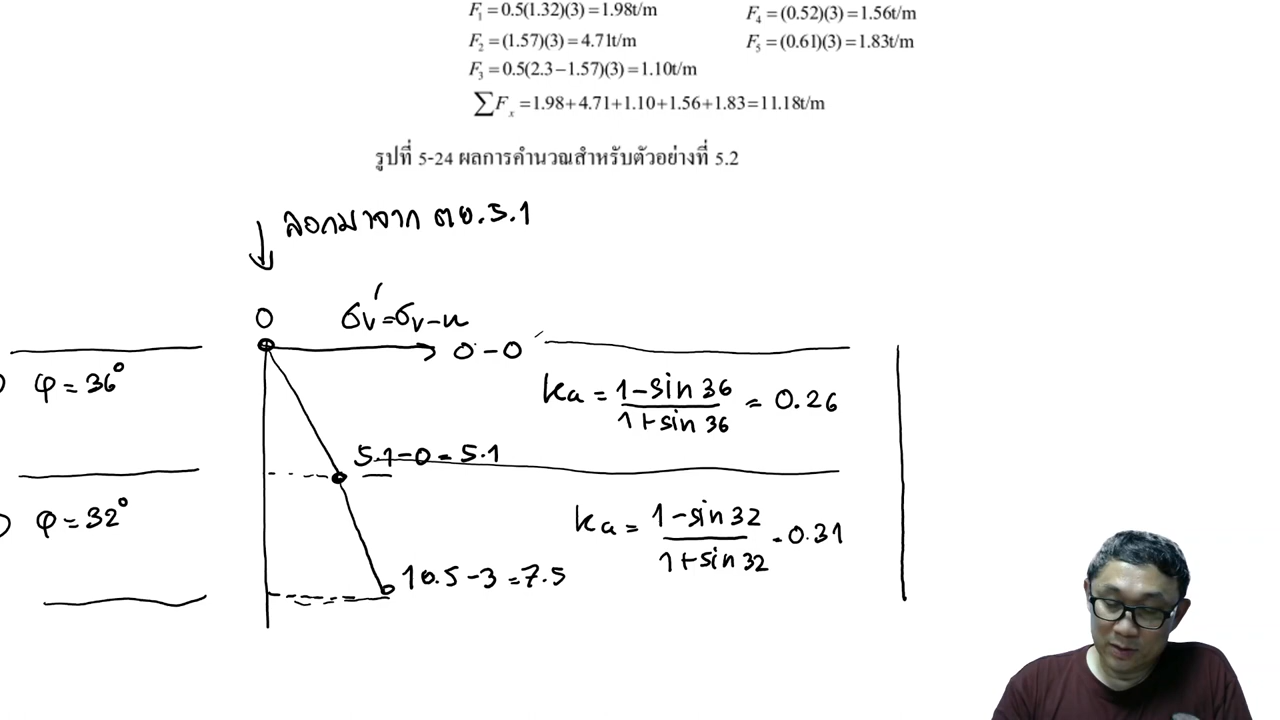 F₁ = 0.5(1.32)(3) = 1.98t/m
F₄ = (0.52)(3) = 1.56t/m
F₂ = (1.57)(3) = 4.71t/m
F₅ = (0.61)(3) = 1.83t/m
F₃ = 0.5(2.3−1.57)(3) = 1.10t/m
∑Fₓ = 1.98+4.71+1.10+1.56+1.83=11.18t/m
รูปที่ 5-24 ผลการคำนวณสำหรับตัวอย่างที่ 5.2
ลอกมาจาก ตย.5.1
0
σv' = σv − u
0 − 0
φ = 36°
ka = (1 − sin 36)/(1 + sin 36) = 0.26
5.1 − 0 = 5.1
φ = 32°
ka = (1 − sin 32)/(1 + sin 32) = 0.31
10.5 − 3 = 7.5